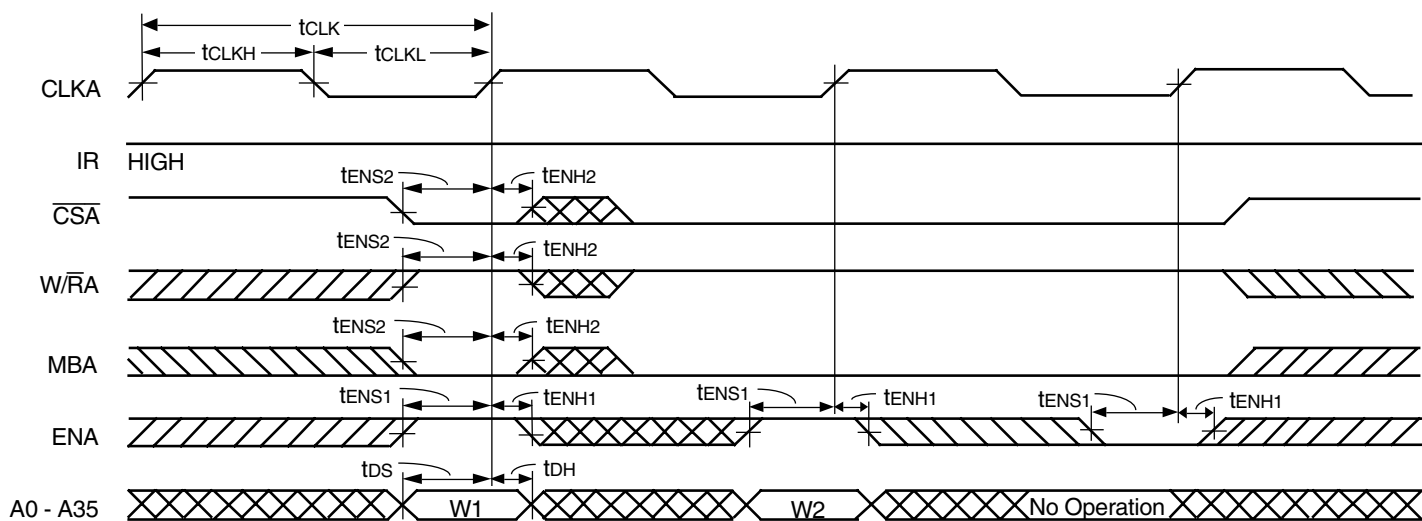 tCLK
tCLKH tCLKL
CLKA
IR HIGH
tENS2 tENH2
CSA
tENS2 tENH2
W/RA
tENS2 tENH2
MBA
tENS1 tENH1 tENS1 tENH1 tENS1 tENH1
ENA
tDS tDH
A0 - A35 W1 W2 No Operation